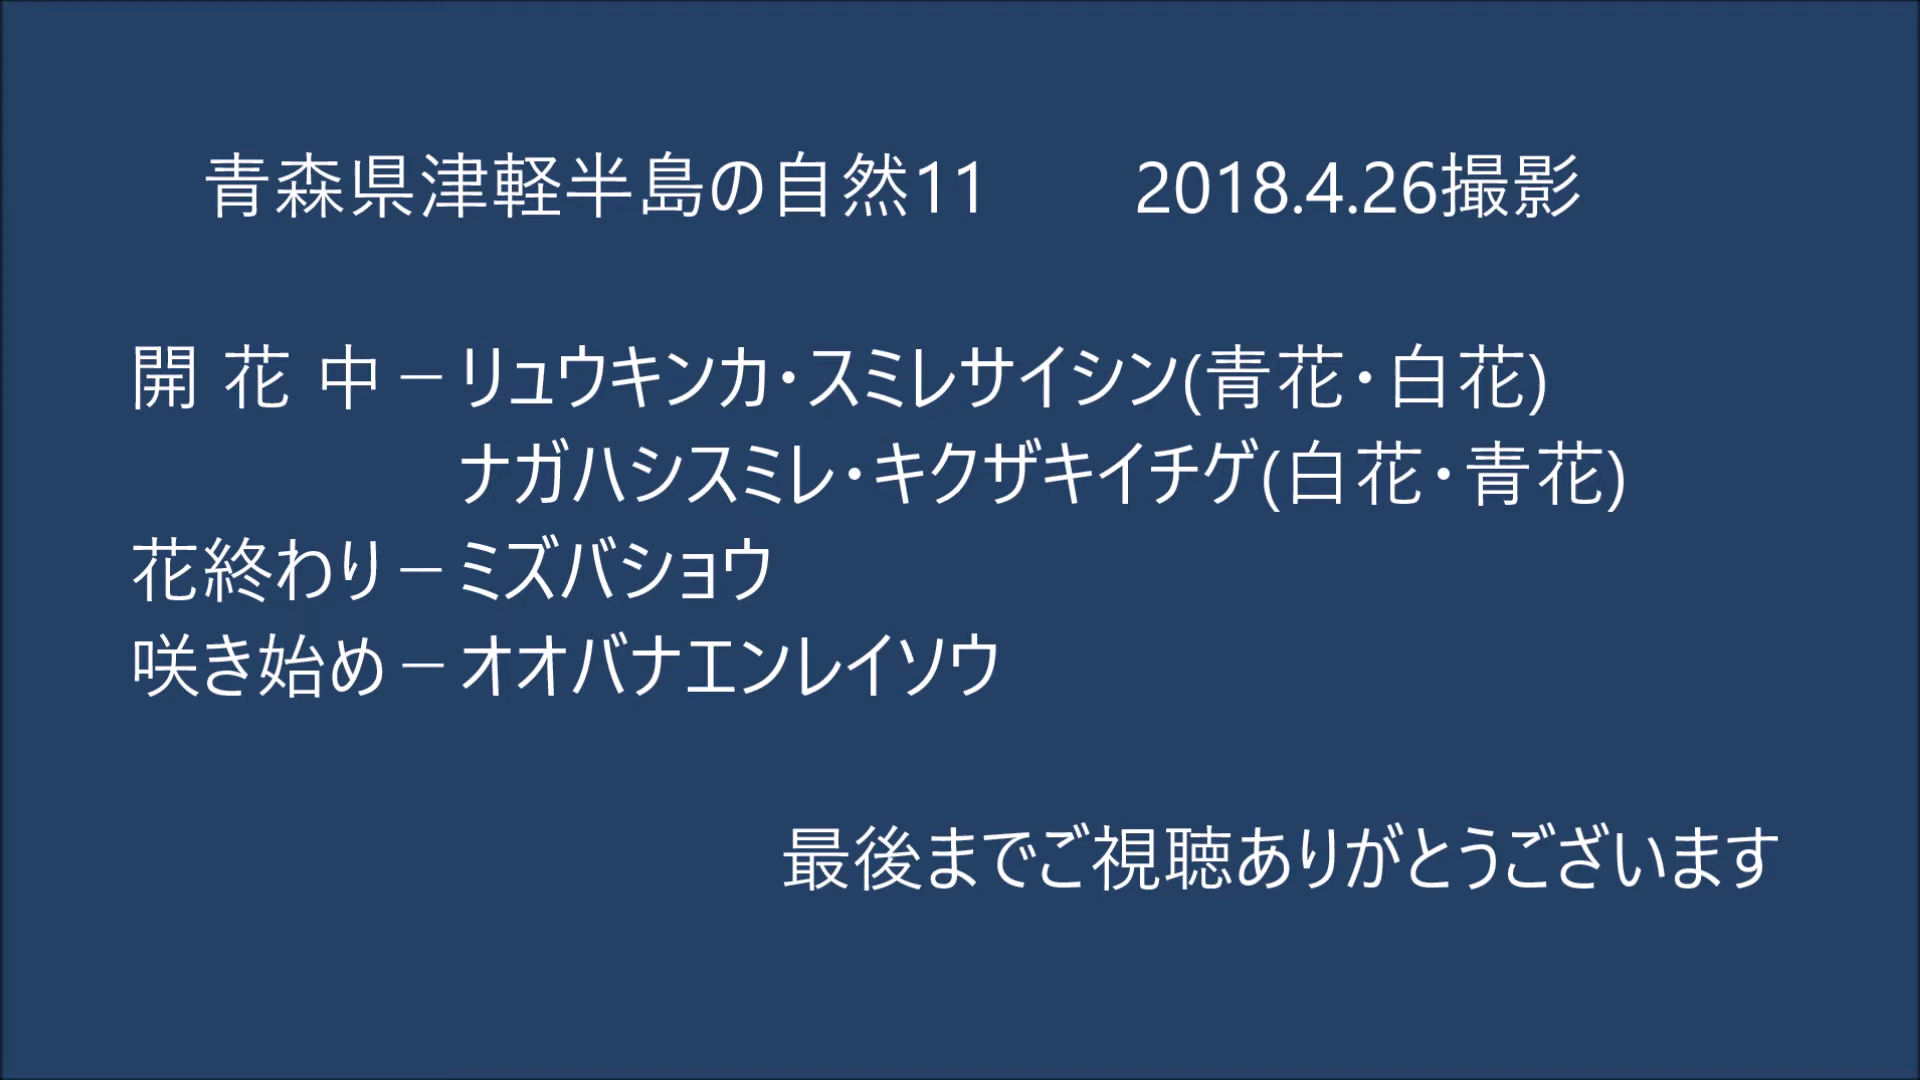 青森県津軽半島の自然11　　2018.4.26撮影
開 花 中－リュウキンカ・スミレサイシン(青花・白花)
ナガハシスミレ・キクザキイチゲ(白花・青花)
花終わり－ミズバショウ
咲き始め－オオバナエンレイソウ
最後までご視聴ありがとうございます